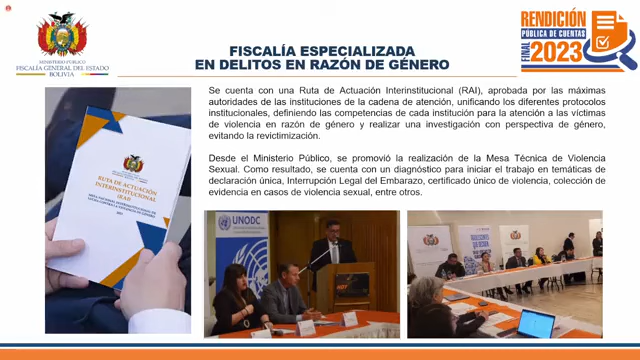 MINISTERIO PÚBLICO
FISCALÍA GENERAL DEL ESTADO
BOLIVIA
FISCALÍA ESPECIALIZADA
EN DELITOS EN RAZÓN DE GÉNERO
RENDICIÓN
PÚBLICA DE CUENTAS
FINAL 2023
Se cuenta con una Ruta de Actuación Interinstitucional (RAI), aprobada por las máximas
autoridades de las instituciones de la cadena de atención, unificando los diferentes protocolos
institucionales, definiendo las competencias de cada institución para la atención a las víctimas
de violencia en razón de género y realizar una investigación con perspectiva de género,
evitando la revictimización.
Desde el Ministerio Público, se promovió la realización de la Mesa Técnica de Violencia
Sexual. Como resultado, se cuenta con un diagnóstico para iniciar el trabajo en temáticas de
declaración única, Interrupción Legal del Embarazo, certificado único de violencia, colección de
evidencia en casos de violencia sexual, entre otros.
RUTA DE ACTUACIÓN
INTERINSTITUCIONAL
(RAI)
UNODC